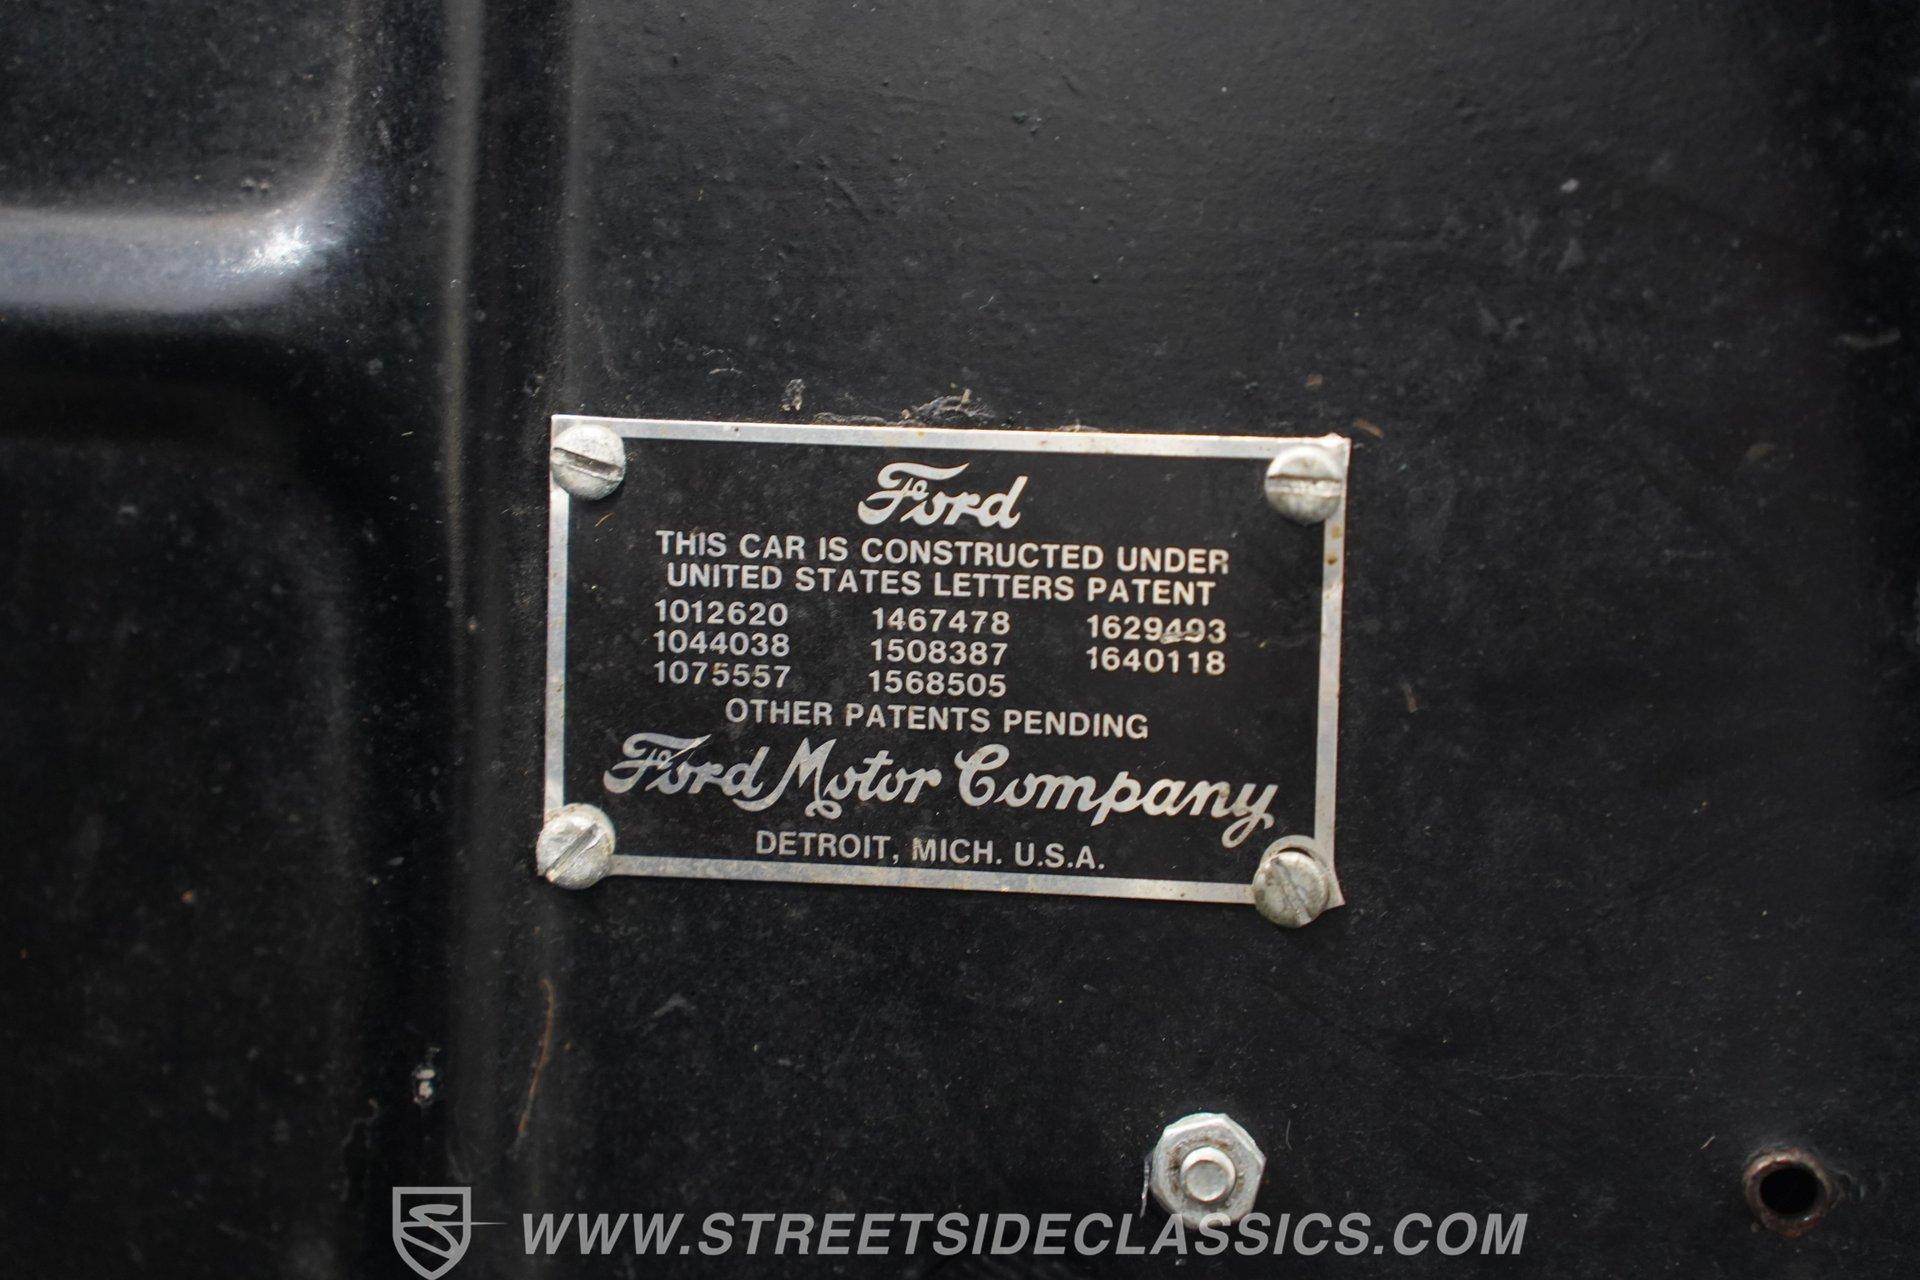 Ford
THIS CAR IS CONSTRUCTED UNDER
UNITED STATES LETTERS PATENT
1012620 1467478 1629403
1044038 1508387 1640118
1075557 1568505
OTHER PATENTS PENDING
Ford Motor Company
DETROIT, MICH. U.S.A.
WWW.STREETSIDECLASSICS.COM